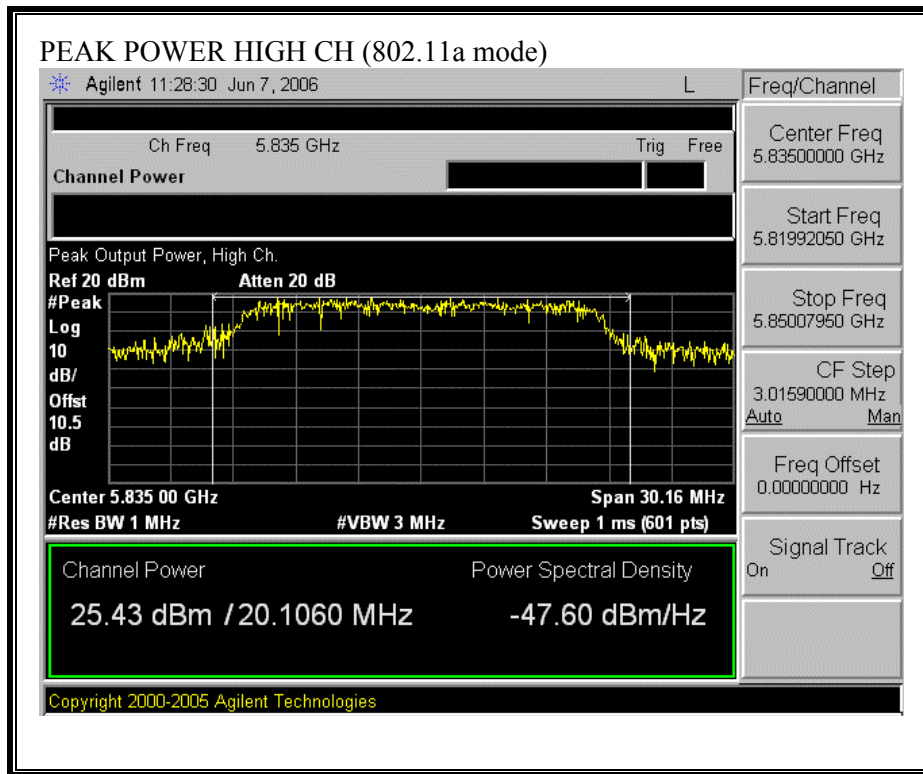 PEAK POWER HIGH CH (802.11a mode)
Agilent 11:28:30 Jun 7, 2006 L
Freq/Channel
Ch Freq 5.835 GHz Trig Free
Channel Power
Center Freq
5.83500000 GHz
Start Freq
5.81992050 GHz
Stop Freq
5.85007950 GHz
CF Step
3.01590000 MHz
Auto Man
Freq Offset
0.00000000 Hz
Signal Track
On Off
Peak Output Power, High Ch.
Ref 20 dBm Atten 20 dB
#Peak
Log
10
dB/
Offst
10.5
dB
Center 5.835 00 GHz Span 30.16 MHz
#Res BW 1 MHz #VBW 3 MHz Sweep 1 ms (601 pts)
Channel Power Power Spectral Density
25.43 dBm / 20.1060 MHz -47.60 dBm/Hz
Copyright 2000-2005 Agilent Technologies